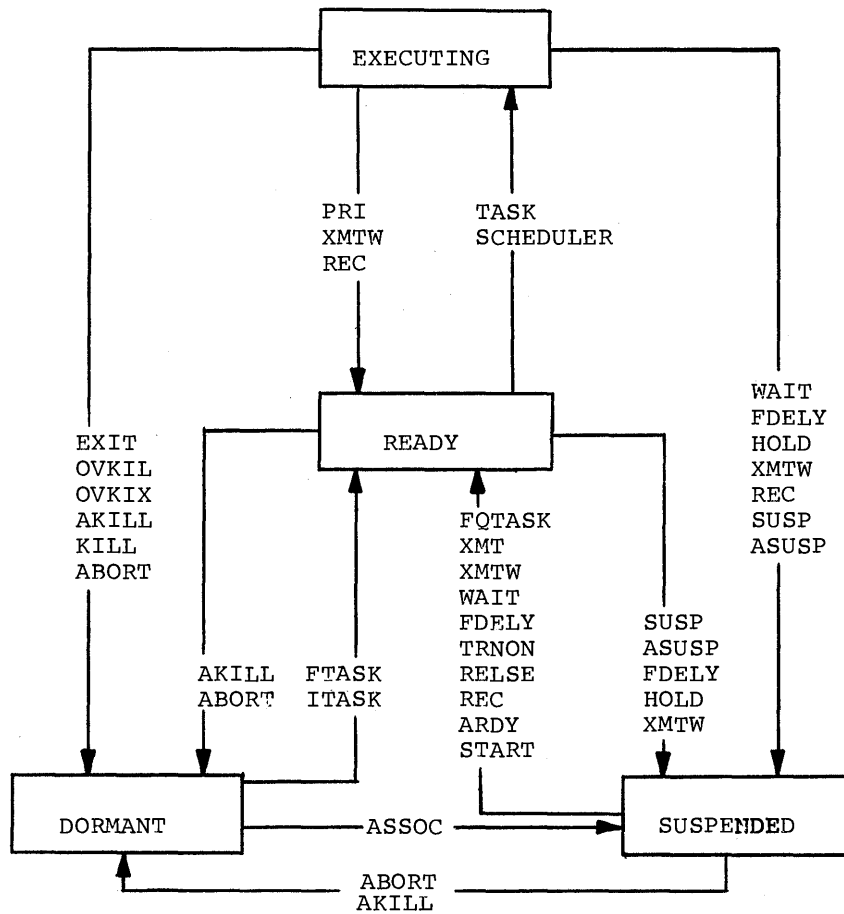 EXECUTING
PRI
XMTW
REC
TASK
SCHEDULER
WAIT
FDELY
HOLD
XMTW
REC
SUSP
ASUSP
READY
EXIT
OVKIL
OVKIX
AKILL
KILL
ABORT
FQTASK
XMT
XMTW
WAIT
FDELY
TRNON
RELSE
REC
ARDY
START
SUSP
ASUSP
FDELY
HOLD
XMTW
AKILL
ABORT
FTASK
ITASK
DORMANT
ASSOC
SUSPENDED
ABORT
AKILL